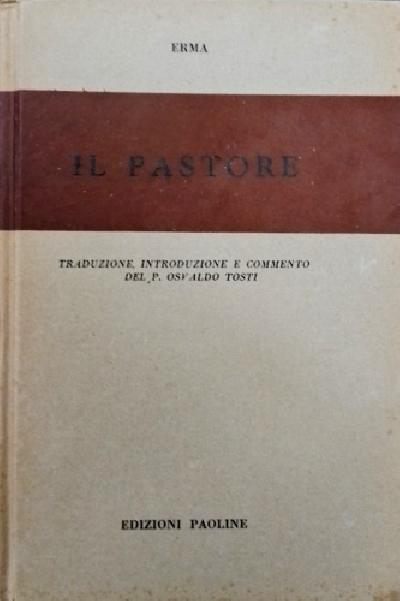 ERMA
IL PASTORE
TRADUZIONE, INTRODUZIONE E COMMENTO
DEL P. OSVALDO TOSTI
EDIZIONI PAOLINE